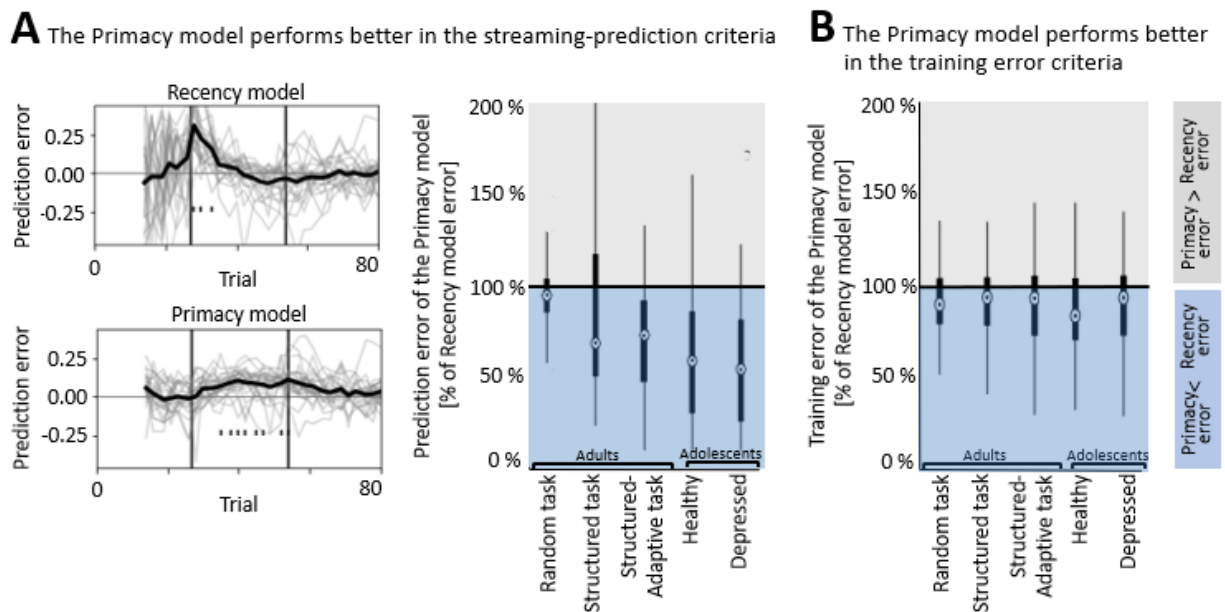 A The Primacy model performs better in the streaming-prediction criteria
Recency model
Prediction error
0.25
0.00
-0.25
0
80
Trial
Primacy model
Prediction error
0.25
0.00
-0.25
0
80
Trial
Prediction error of the Primacy model
[% of Recency model error]
200 %
150 %
100 %
50 %
0 %
Adults
Adolescents
Random task
Structured task
Structured-
Adaptive task
Healthy
Depressed
B The Primacy model performs better
in the training error criteria
Training error of the Primacy model
[% of Recency model error]
200 %
150 %
100 %
50 %
0 %
Adults
Adolescents
Random task
Structured task
Structured-
Adaptive task
Healthy
Depressed
Primacy > Recency
error error
Primacy< Recency
error error